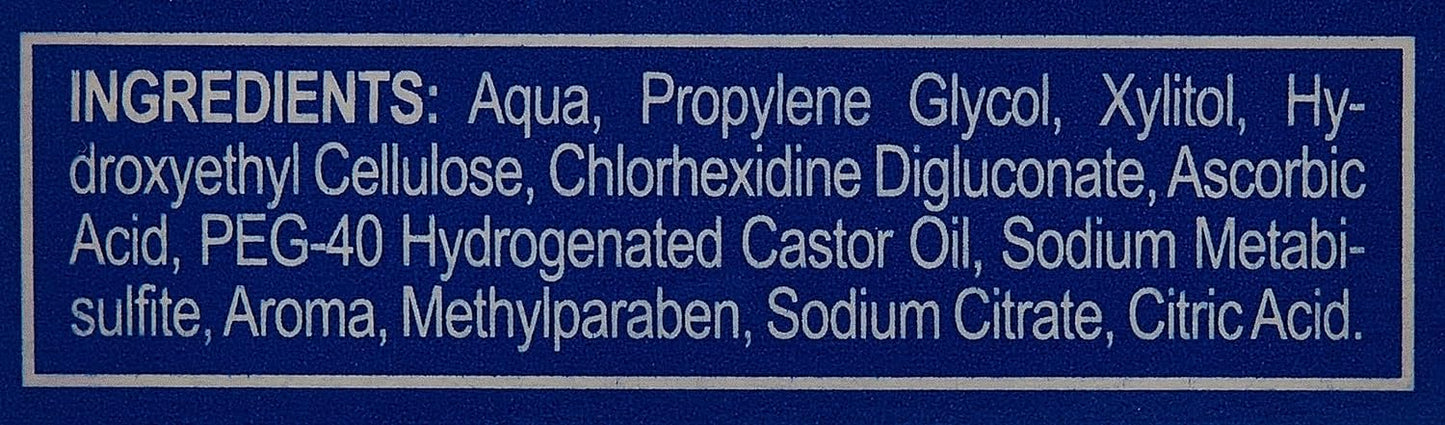 INGREDIENTS: Aqua, Propylene Glycol, Xylitol, Hy-
droxyethyl Cellulose, Chlorhexidine Digluconate, Ascorbic
Acid, PEG-40 Hydrogenated Castor Oil, Sodium Metabi-
sulfite, Aroma, Methylparaben, Sodium Citrate, Citric Acid.